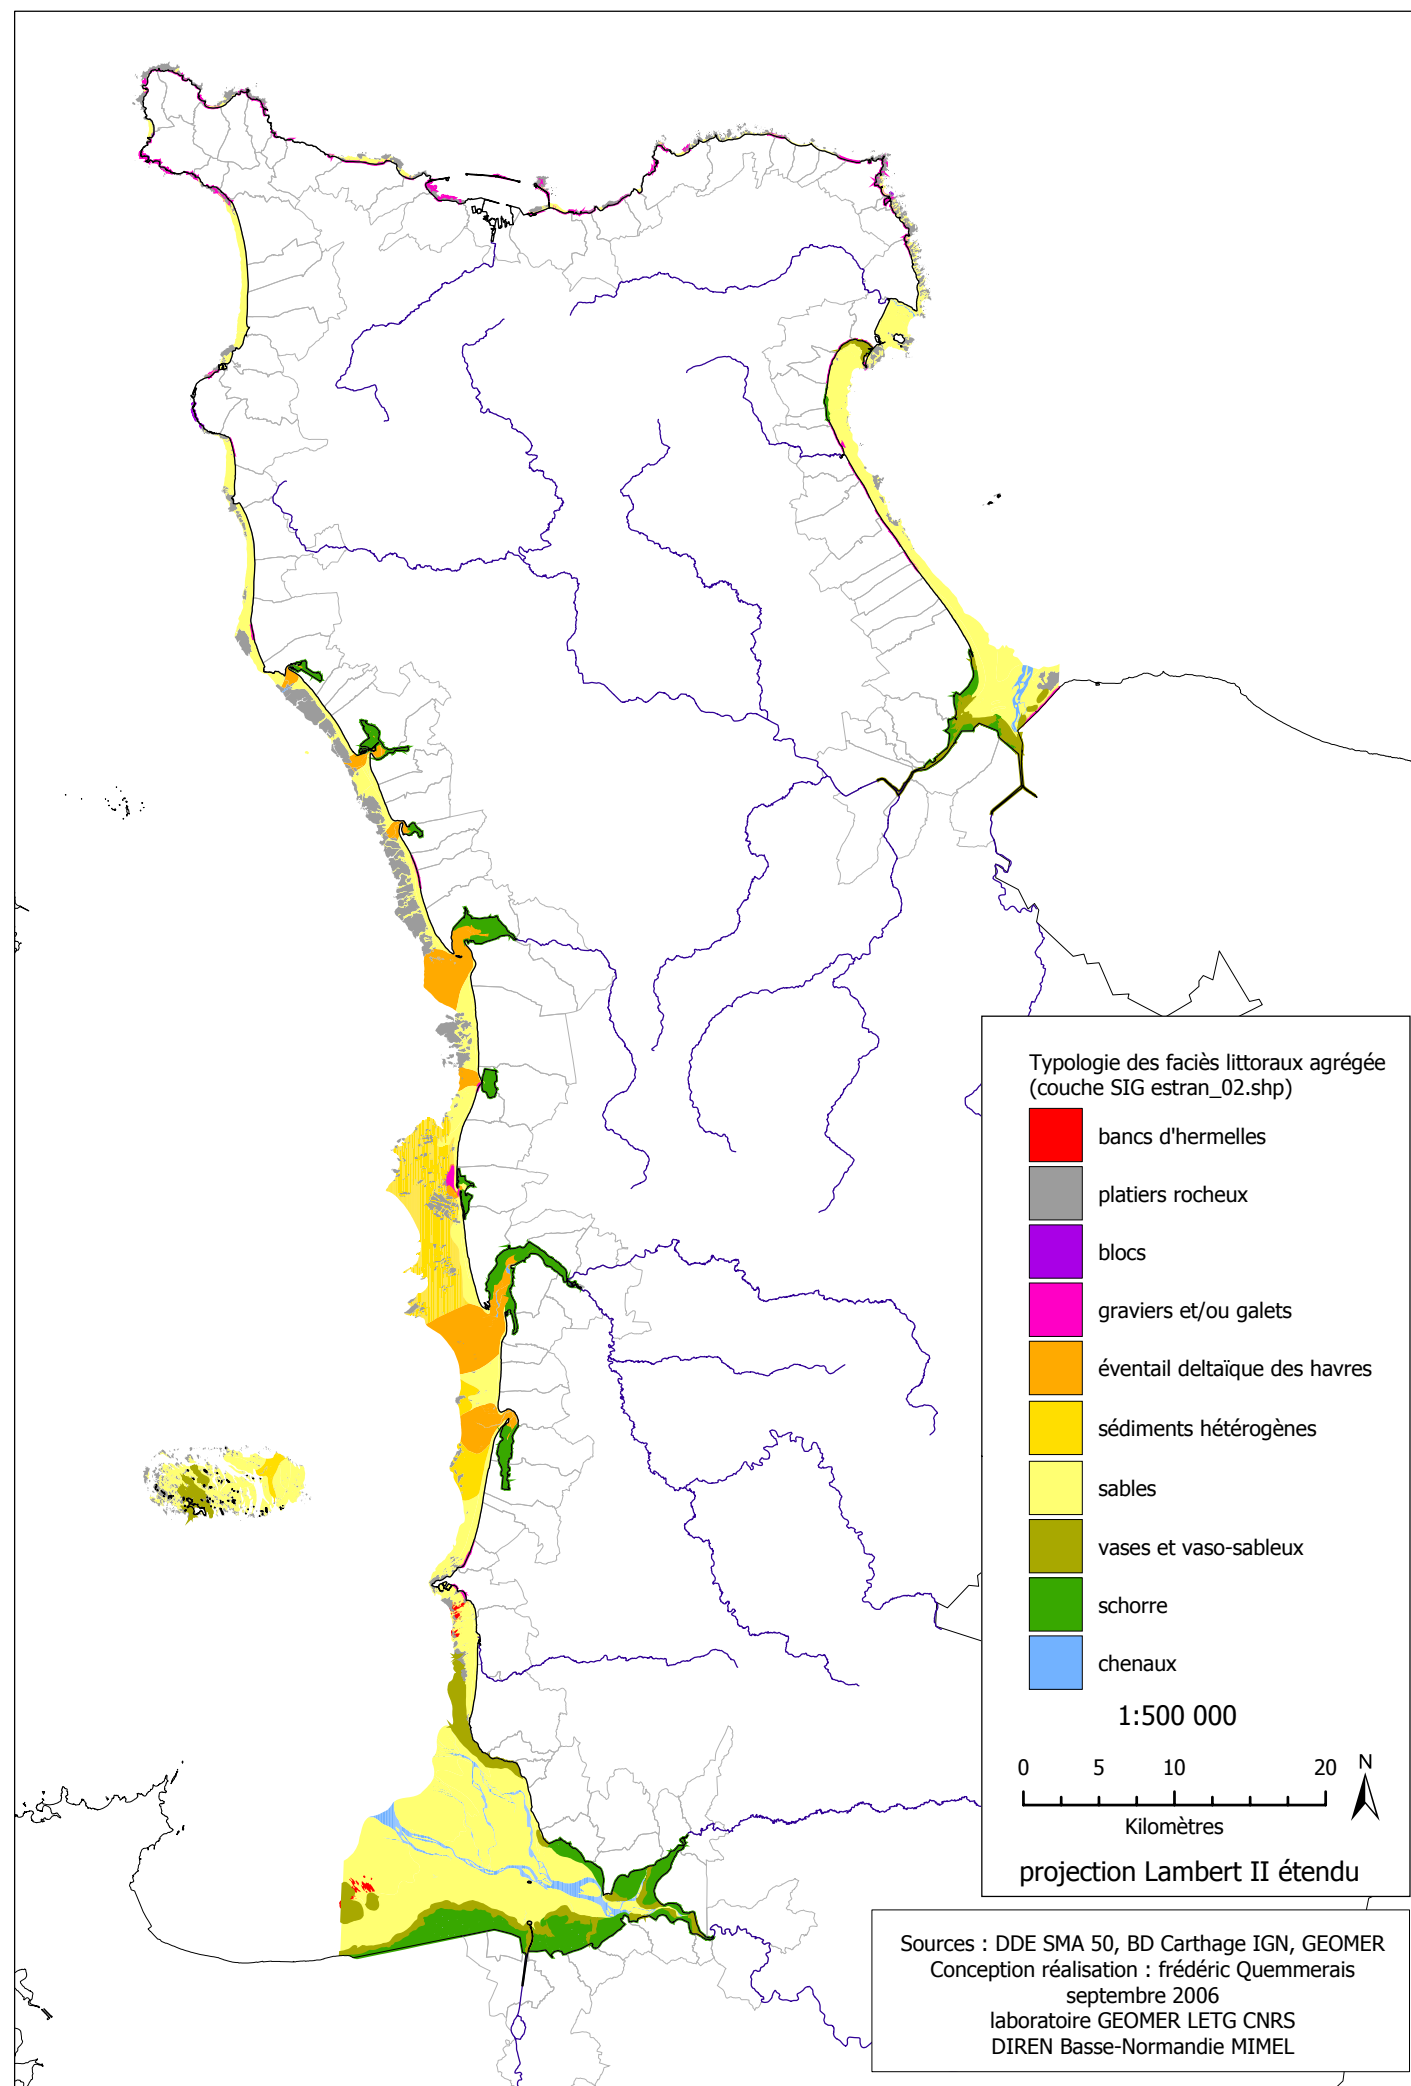 Typologie des faciès littoraux agrégée
(couche SIG estran_02.shp)
bancs d'hermelles
platiers rocheux
blocs
graviers et/ou galets
éventail deltaïque des havres
sédiments hétérogènes
sables
vases et vaso-sableux
schorre
chenaux
1:500 000
0 5 10 20 N
Kilomètres
projection Lambert II étendu
Sources : DDE SMA 50, BD Carthage IGN, GEOMER
Conception réalisation : frédéric Quemmerais
septembre 2006
laboratoire GEOMER LETG CNRS
DIREN Basse-Normandie MIMEL